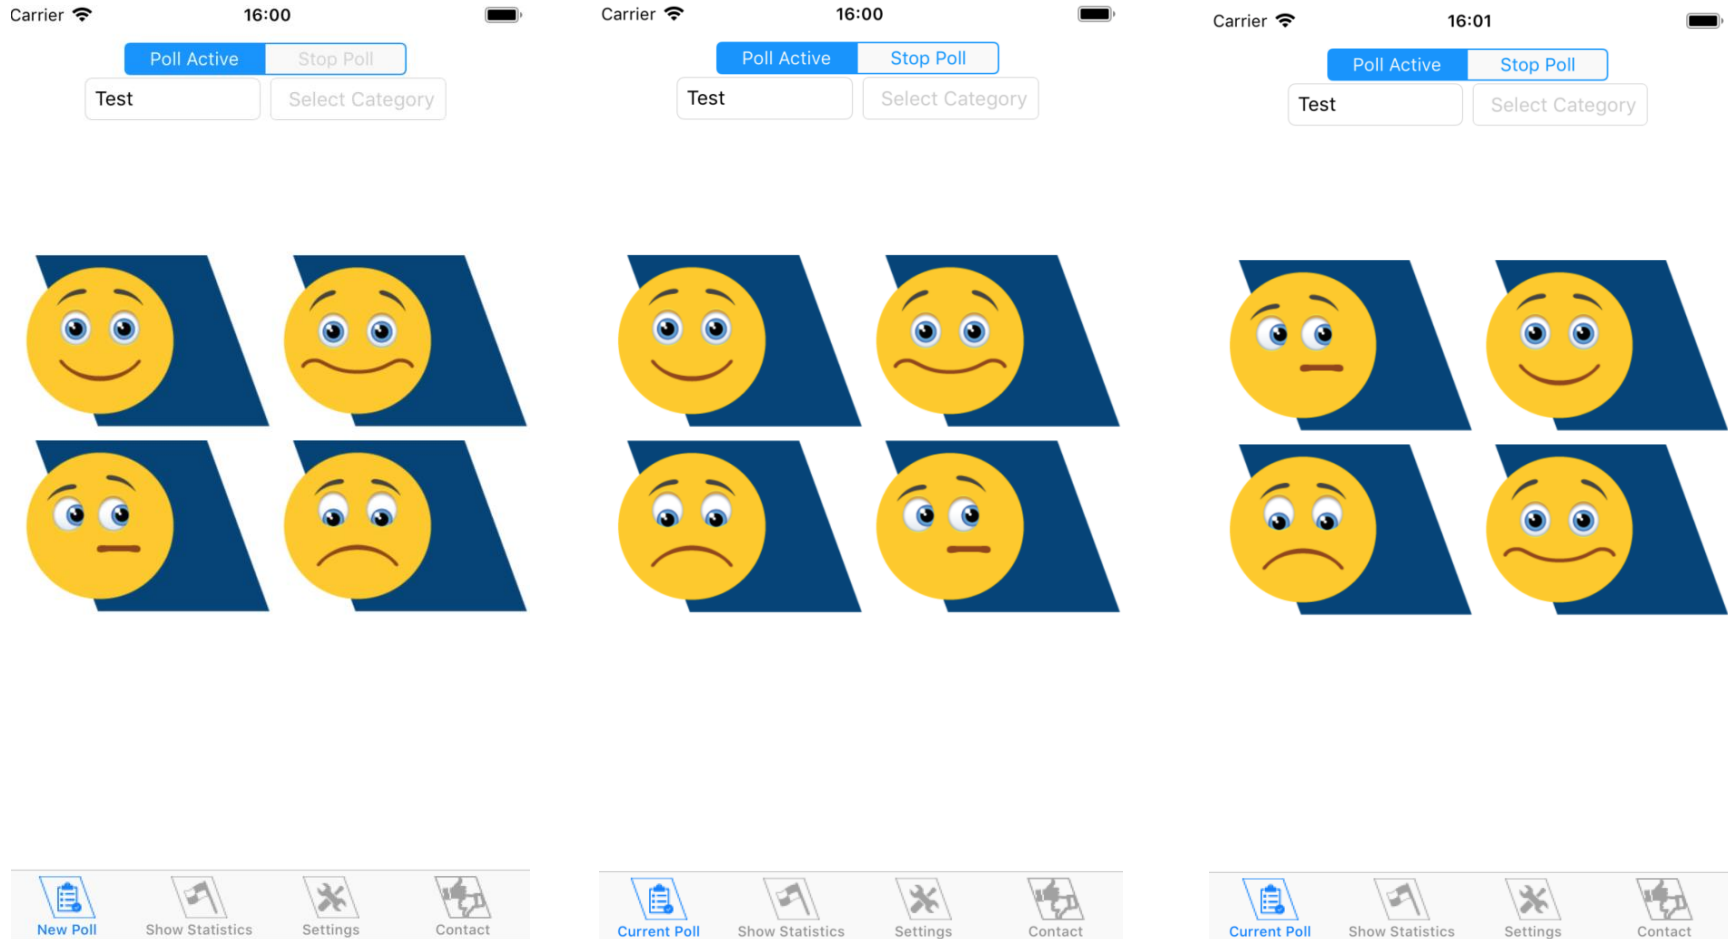 Carrier 16:00
Poll Active Stop Poll
Test Select Category
New Poll Show Statistics Settings Contact
Carrier 16:00
Poll Active Stop Poll
Test Select Category
Current Poll Show Statistics Settings Contact
Carrier 16:01
Poll Active Stop Poll
Test Select Category
Current Poll Show Statistics Settings Contact